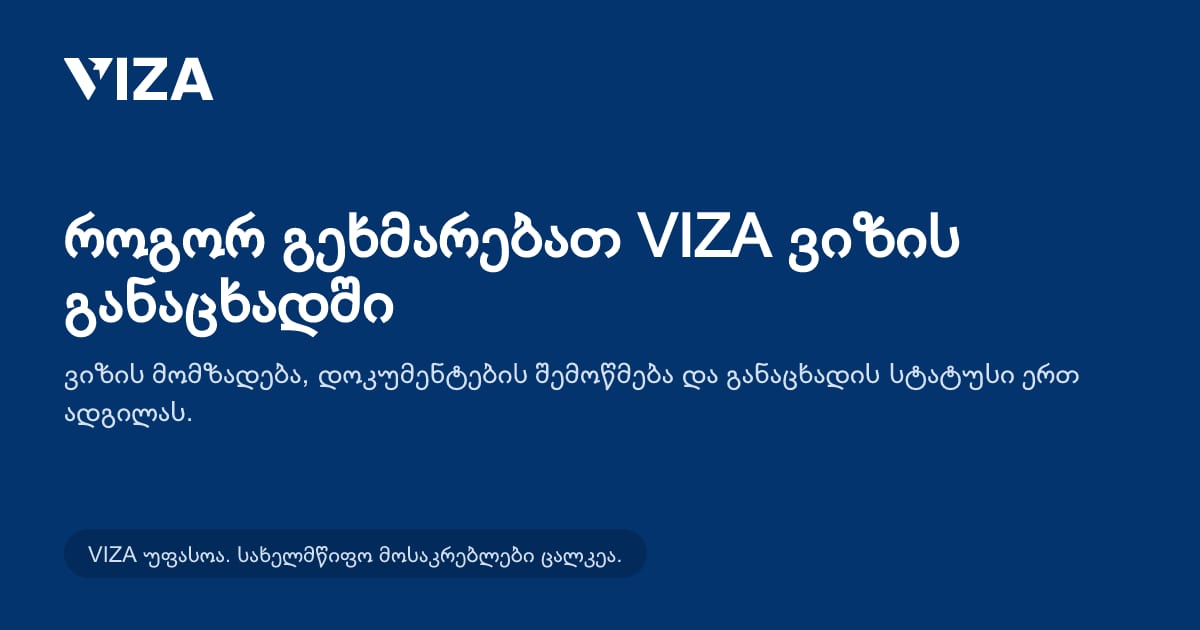 VIZA
როგორ გეხმარებათ VIZA ვიზის
განაცხადში
ვიზის მომზადება, დოკუმენტების შემოწმება და განაცხადის სტატუსი ერთ
ადგილას.
VIZA უფასოა. სახელმწიფო მოსაკრებლები ცალკეა.